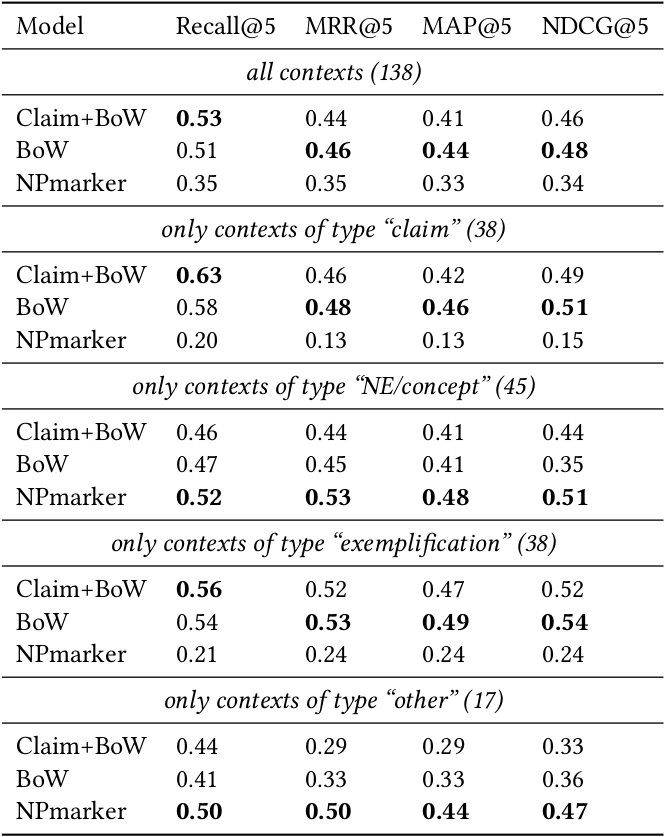 Model Recall@5 MRR@5 MAP@5 NDCG@5
all contexts (138)
Claim+BoW 0.53 0.44 0.41 0.46
BoW 0.51 0.46 0.44 0.48
NPmarker 0.35 0.35 0.33 0.34
only contexts of type “claim” (38)
Claim+BoW 0.63 0.46 0.42 0.49
BoW 0.58 0.48 0.46 0.51
NPmarker 0.20 0.13 0.13 0.15
only contexts of type “NE/concept” (45)
Claim+BoW 0.46 0.44 0.41 0.44
BoW 0.47 0.45 0.41 0.35
NPmarker 0.52 0.53 0.48 0.51
only contexts of type “exemplification” (38)
Claim+BoW 0.56 0.52 0.47 0.52
BoW 0.54 0.53 0.49 0.54
NPmarker 0.21 0.24 0.24 0.24
only contexts of type “other” (17)
Claim+BoW 0.44 0.29 0.29 0.33
BoW 0.41 0.33 0.33 0.36
NPmarker 0.50 0.50 0.44 0.47